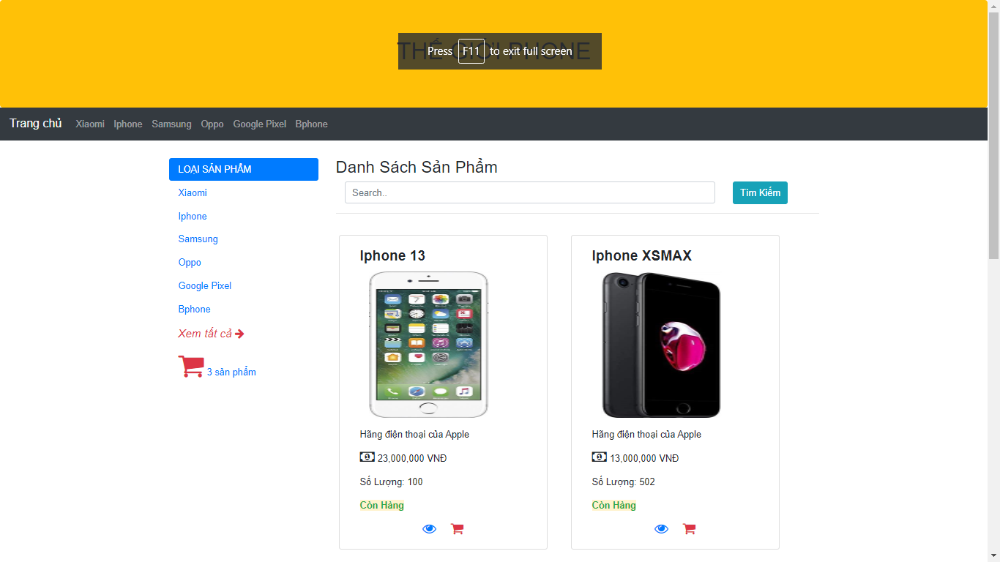 THẾ GIỚI PHONE
Press F11 to exit full screen
Trang chủ Xiaomi Iphone Samsung Oppo Google Pixel Bphone
LOẠI SẢN PHẨM
Xiaomi
Iphone
Samsung
Oppo
Google Pixel
Bphone
Xem tất cả
3 sản phẩm
Danh Sách Sản Phẩm
Search..
Tìm Kiếm
Iphone 13
Hãng điện thoại của Apple
23,000,000 VNĐ
Số Lượng: 100
Còn Hàng
Iphone XSMAX
Hãng điện thoại của Apple
13,000,000 VNĐ
Số Lượng: 502
Còn Hàng